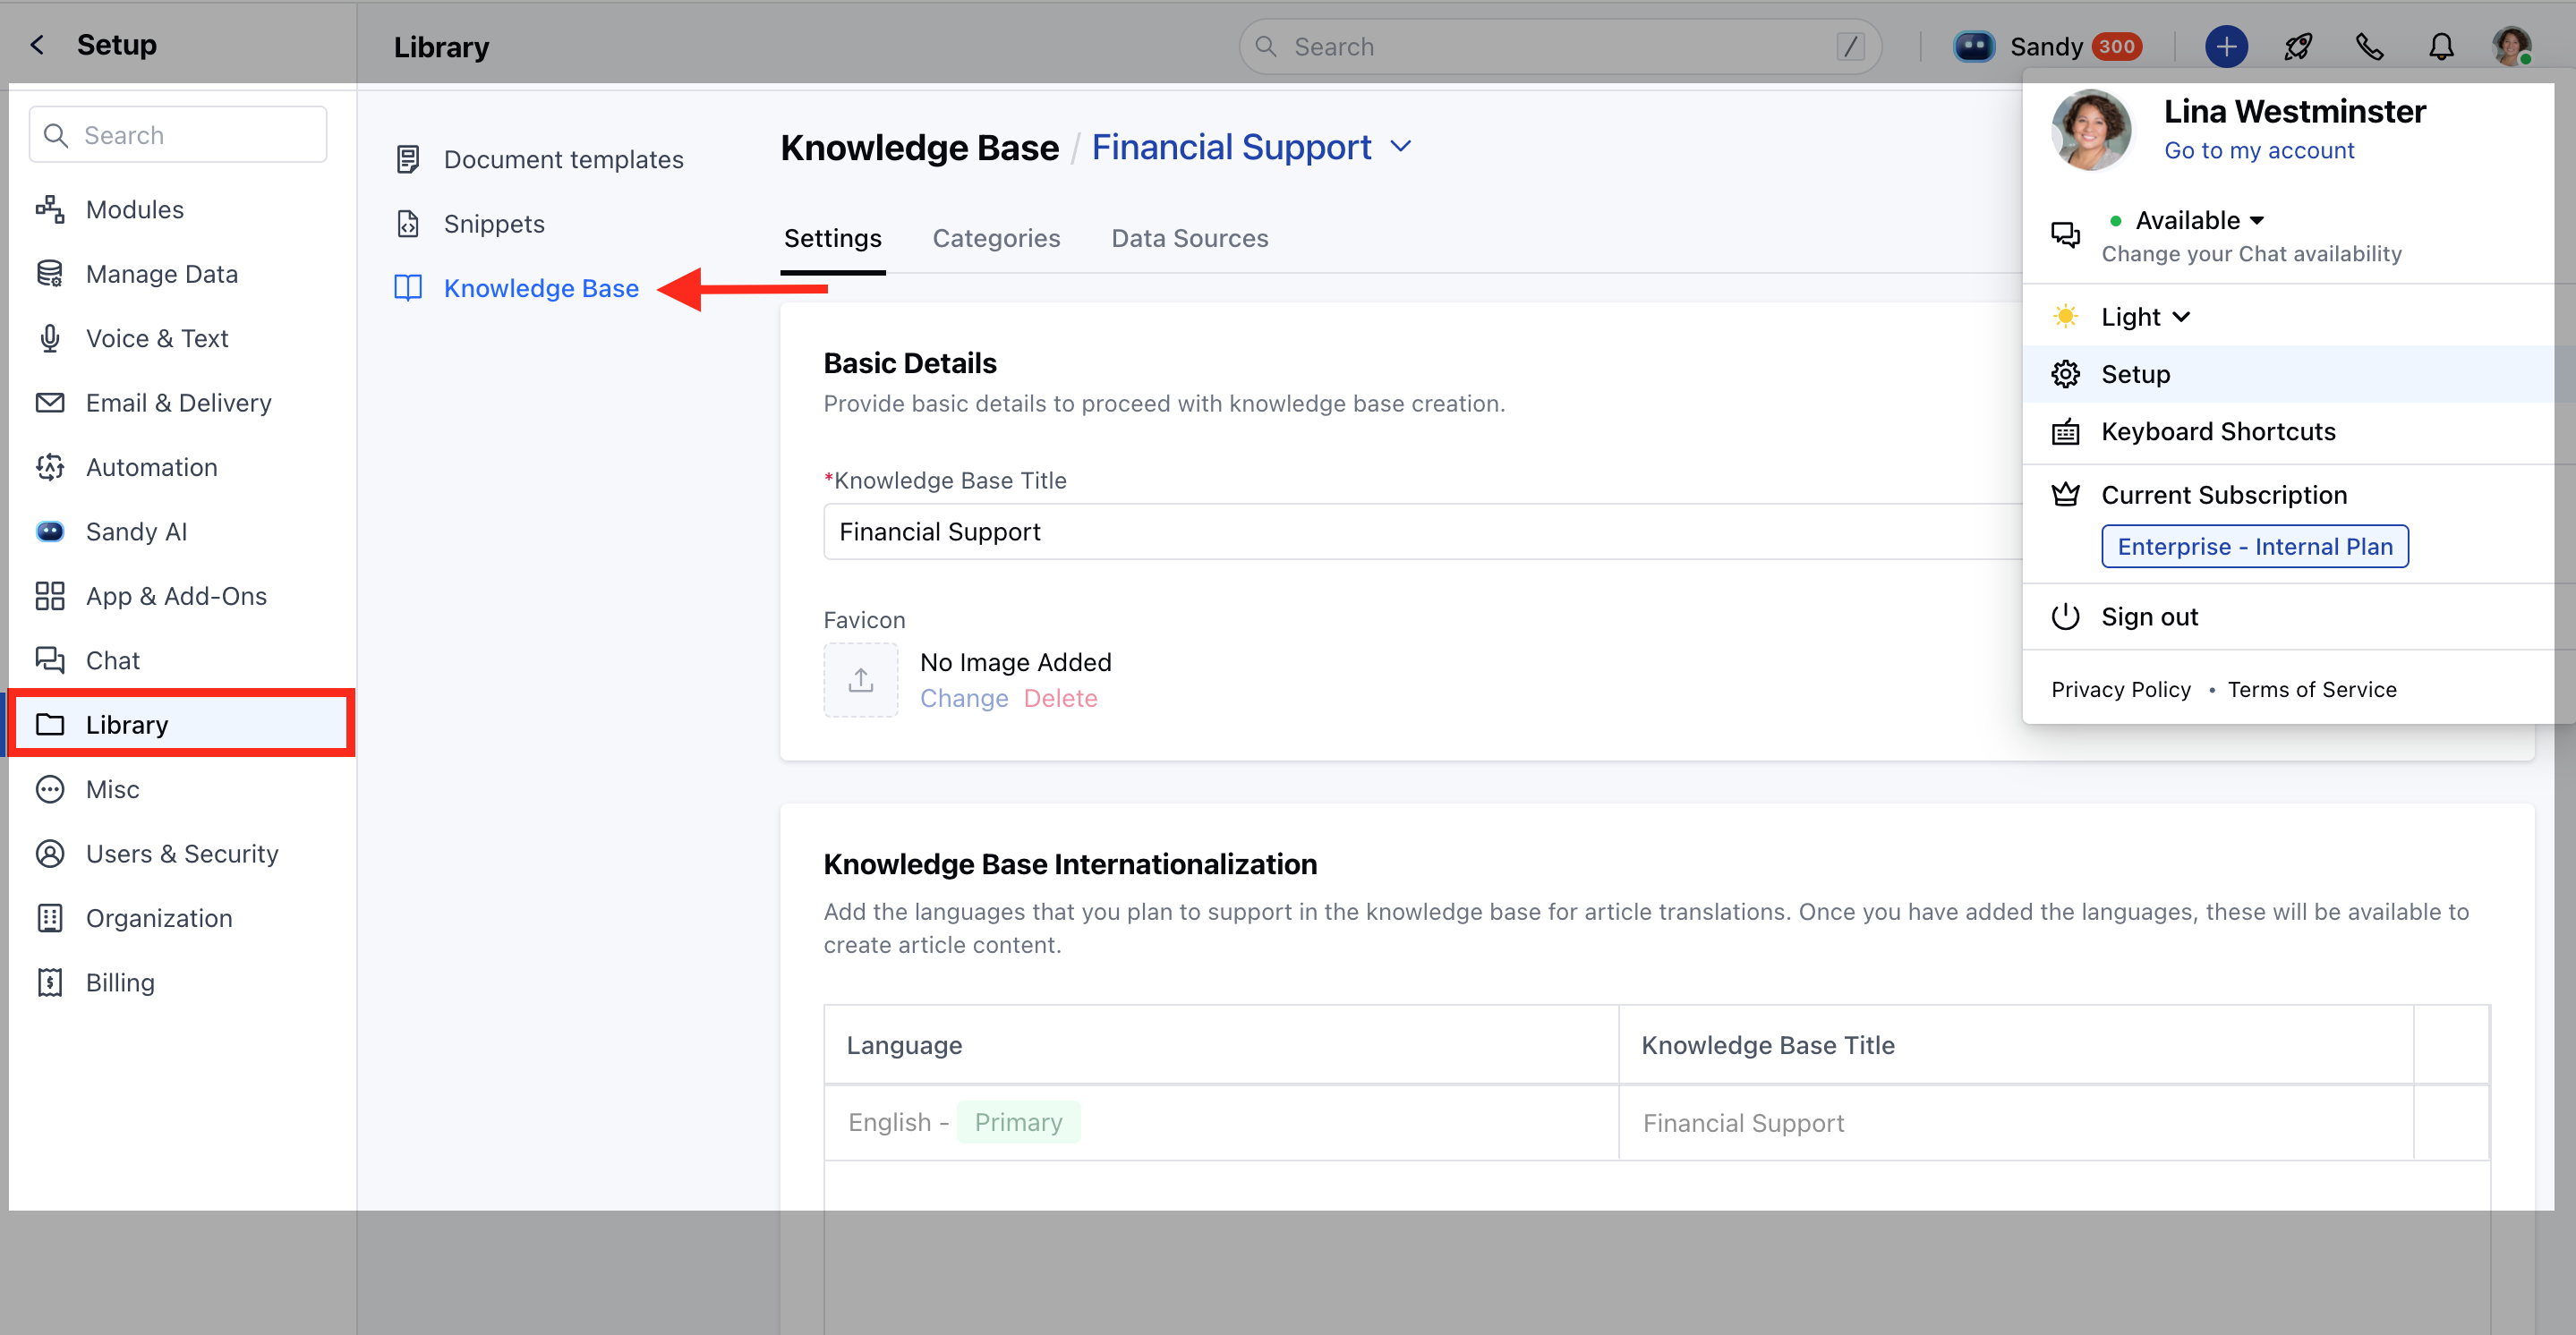 Setup
Library
Search
/
Sandy 300
Search
Modules
Manage Data
Voice & Text
Email & Delivery
Automation
Sandy AI
App & Add-Ons
Chat
Library
Misc
Users & Security
Organization
Billing
Document templates
Snippets
Knowledge Base
Knowledge Base / Financial Support
Settings Categories Data Sources
Basic Details
Provide basic details to proceed with knowledge base creation.
*Knowledge Base Title
Financial Support
Favicon
No Image Added
Change Delete
Knowledge Base Internationalization
Add the languages that you plan to support in the knowledge base for article translations. Once you have added the languages, these will be available to
create article content.
Language Knowledge Base Title
English - Primary Financial Support
Lina Westminster
Go to my account
Available
Change your Chat availability
Light
Setup
Keyboard Shortcuts
Current Subscription
Enterprise - Internal Plan
Sign out
Privacy Policy • Terms of Service